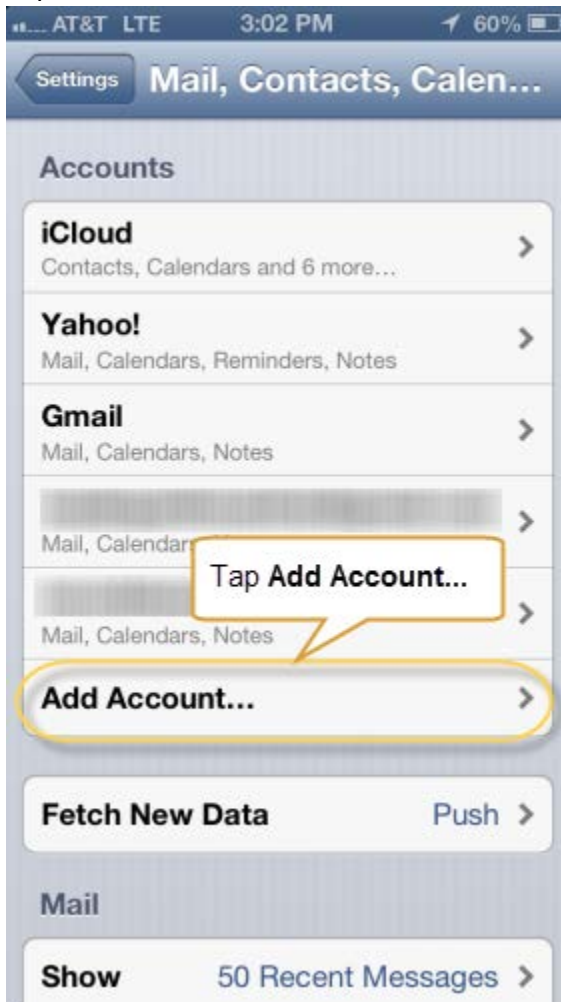 AT&T LTE 3:02 PM 60%
Settings Mail, Contacts, Calen...
Accounts
iCloud
Contacts, Calendars and 6 more...
Yahoo!
Mail, Calendars, Reminders, Notes
Gmail
Mail, Calendars, Notes
Mail, Calendar
Tap Add Account...
Mail, Calendars, Notes
Add Account...
Fetch New Data Push
Mail
Show 50 Recent Messages